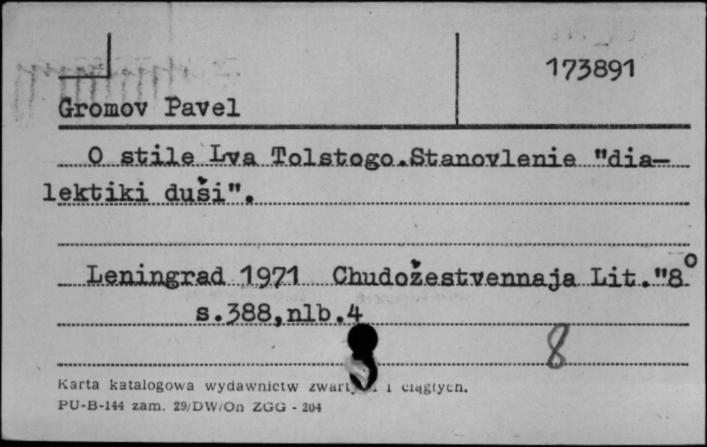 173891
Gromov Pavel
O stile Lva Tolstogo.Stanovlenie "dia-
lektiki duši".
Leningrad 1971 Chudožestvennaja Lit."8°
s.388,nlb.4
8
Karta katalogowa wydawnictw i ciągłych.
PU-B-144 zam. 29/DW/On ZGG - 204